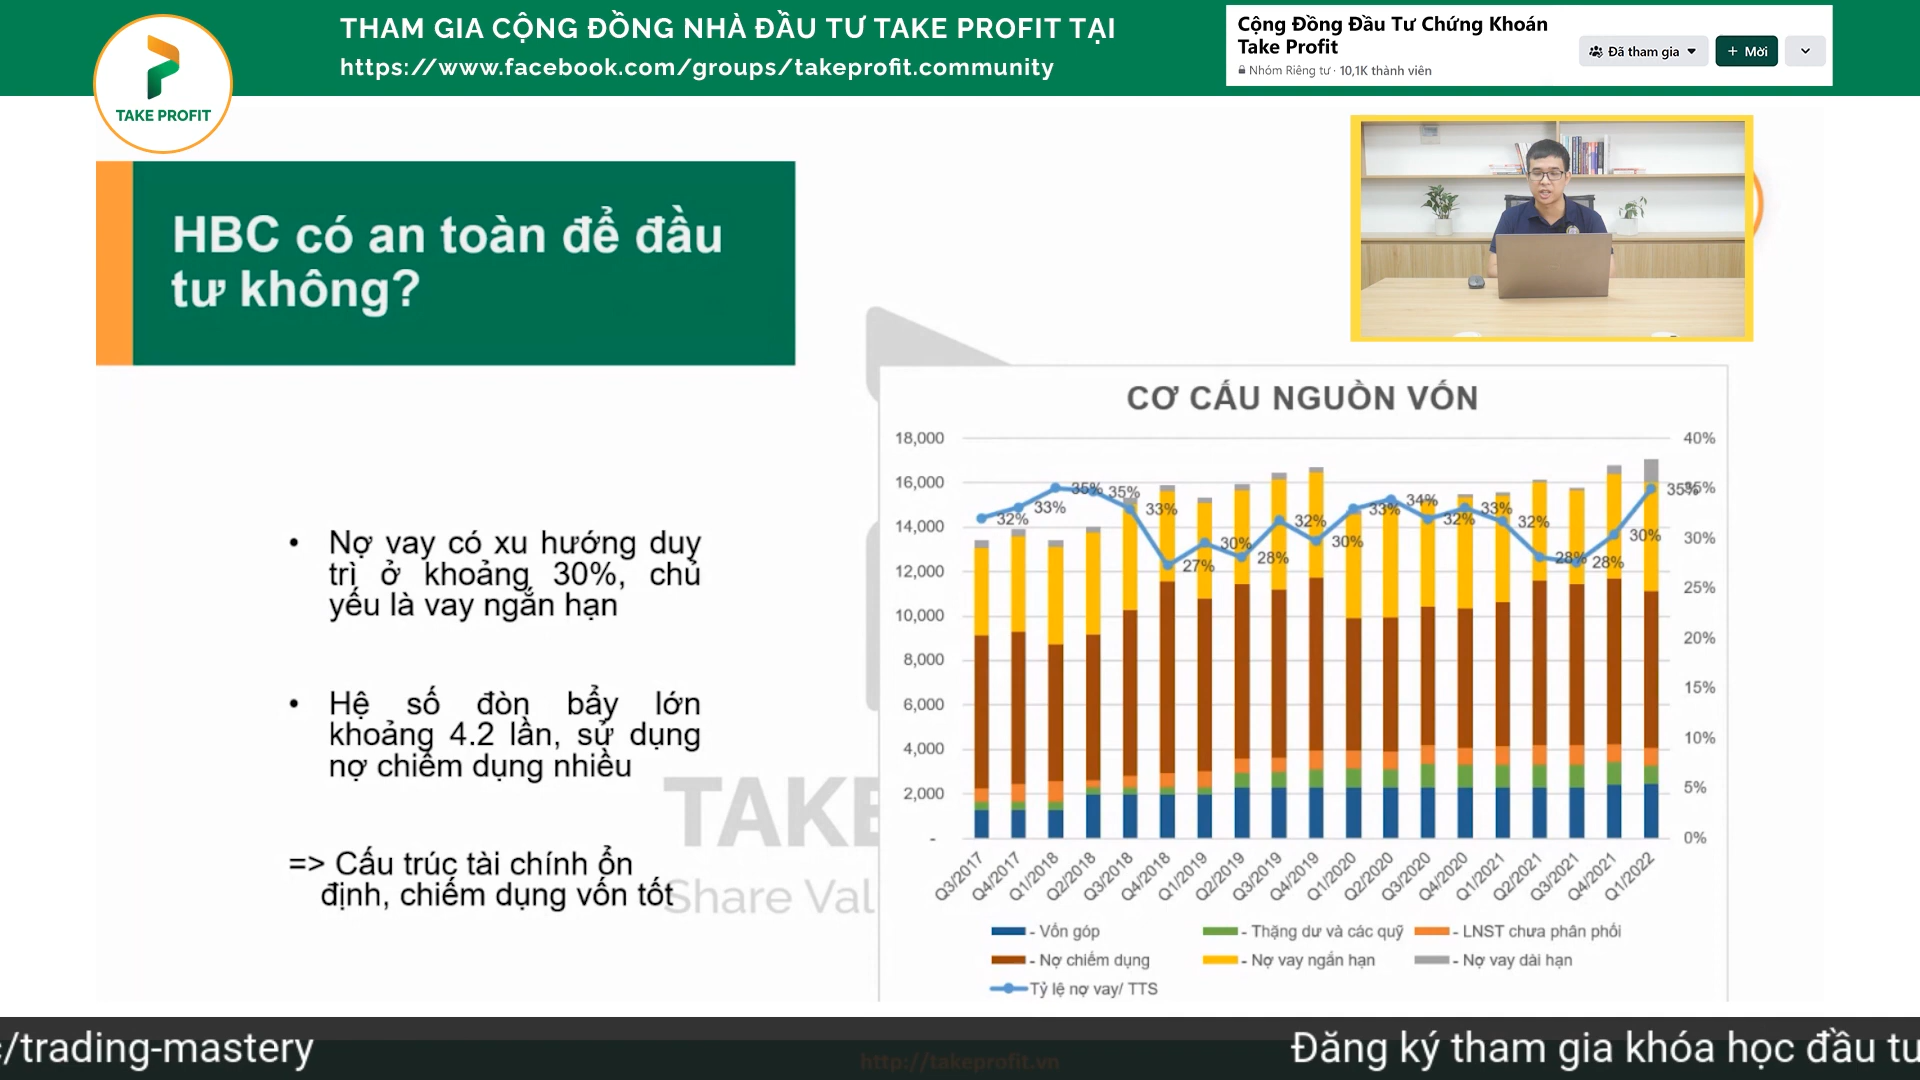 THAM GIA CỘNG ĐỒNG NHÀ ĐẦU TƯ TAKE PROFIT TẠI
https://www.facebook.com/groups/takeprofit.community
Cộng Đồng Đầu Tư Chứng Khoán
Take Profit
Nhóm Riêng tư · 10,1K thành viên
Đã tham gia
+ Mời
TAKE PROFIT
HBC có an toàn để đầu
tư không?
• Nợ vay có xu hướng duy
trì ở khoảng 30%, chủ
yếu là vay ngắn hạn
• Hệ số đòn bẩy lớn
khoảng 4.2 lần, sử dụng
nợ chiếm dụng nhiều
=> Cấu trúc tài chính ổn
định, chiếm dụng vốn tốt
TAKE
Share Val
CƠ CẤU NGUỒN VỐN
18,000
16,000
14,000
12,000
10,000
8,000
6,000
4,000
2,000
-
40%
35%
30%
25%
20%
15%
10%
5%
0%
32%
33%
35%
35%
33%
27%
30%
28%
32%
30%
33%
34%
32%
33%
32%
28%
28%
30%
35%
Q3/2017
Q4/2017
Q1/2018
Q2/2018
Q3/2018
Q4/2018
Q1/2019
Q2/2019
Q3/2019
Q4/2019
Q1/2020
Q2/2020
Q3/2020
Q4/2020
Q1/2021
Q2/2021
Q3/2021
Q4/2021
Q1/2022
- Vốn góp
- Thặng dư và các quỹ
- LNST chưa phân phối
- Nợ chiếm dụng
- Nợ vay ngắn hạn
- Nợ vay dài hạn
Tỷ lệ nợ vay/ TTS
/trading-mastery
http://takeprofit.vn
Đăng ký tham gia khóa học đầu tư